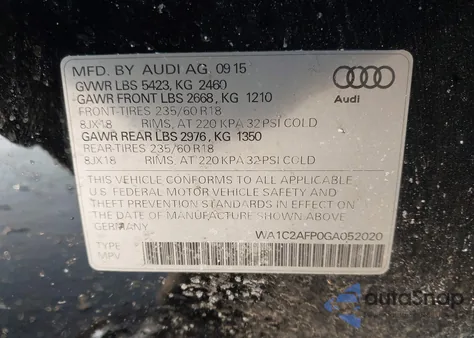 MFD. BY AUDI AG 09 15
GVWR LBS 5423, KG 2460
GAWR FRONT LBS 2668, KG 1210
FRONT-TIRES 235/60 R18
8JX18 RIMS, AT 220 KPA 32 PSI COLD
GAWR REAR LBS 2976, KG 1350
REAR-TIRES 235/60 R18
8JX18 RIMS, AT 220 KPA 32 PSI COLD
Audi
THIS VEHICLE CONFORMS TO ALL APPLICABLE
U.S. FEDERAL MOTOR VEHICLE SAFETY AND
THEFT PREVENTION STANDARDS IN EFFECT ON
THE DATE OF MANUFACTURE SHOWN ABOVE.
WA1C2AFP0GA052020
TYPE
MPV
autoSnap